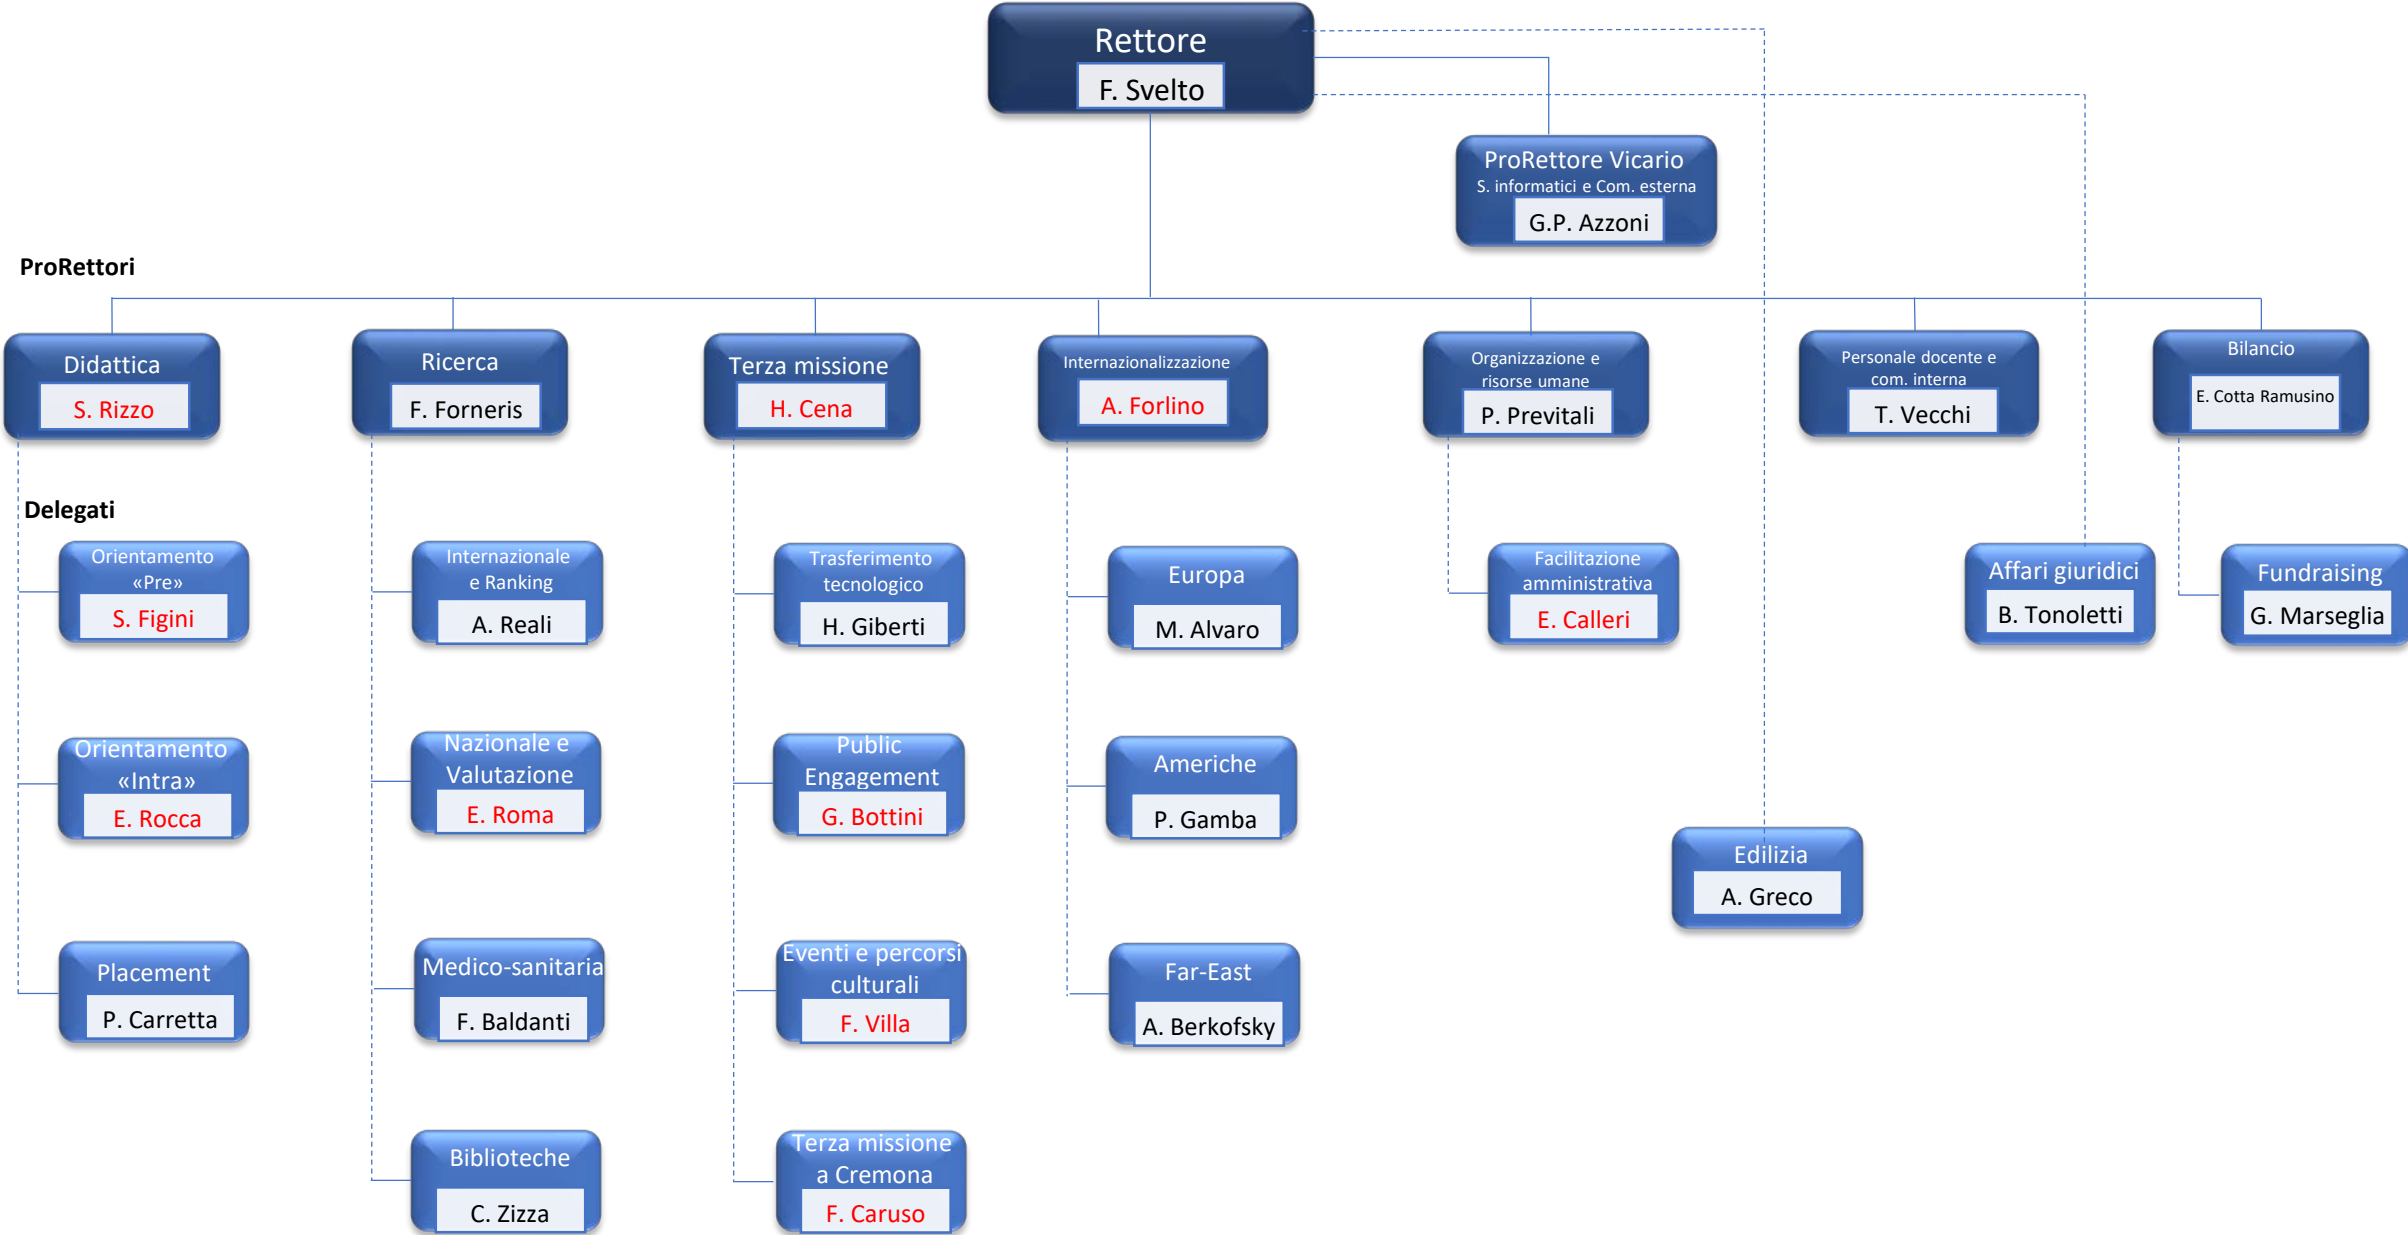 Rettore
F. Svelto
ProRettore Vicario
S. informatici e Com. esterna
G.P. Azzoni
ProRettori
Didattica
S. Rizzo
Ricerca
F. Forneris
Terza missione
H. Cena
Internazionalizzazione
A. Forlino
Organizzazione e
risorse umane
P. Previtali
Personale docente e
com. interna
T. Vecchi
Bilancio
E. Cotta Ramusino
Delegati
Orientamento
«Pre»
S. Figini
Internazionale
e Ranking
A. Reali
Trasferimento
tecnologico
H. Giberti
Europa
M. Alvaro
Facilitazione
amministrativa
E. Calleri
Affari giuridici
B. Tonoletti
Fundraising
G. Marseglia
Orientamento
«Intra»
E. Rocca
Nazionale e
Valutazione
E. Roma
Public
Engagement
G. Bottini
Americhe
P. Gamba
Edilizia
A. Greco
Placement
P. Carretta
Medico-sanitaria
F. Baldanti
Eventi e percorsi
culturali
F. Villa
Far-East
A. Berkofsky
Biblioteche
C. Zizza
Terza missione
a Cremona
F. Caruso